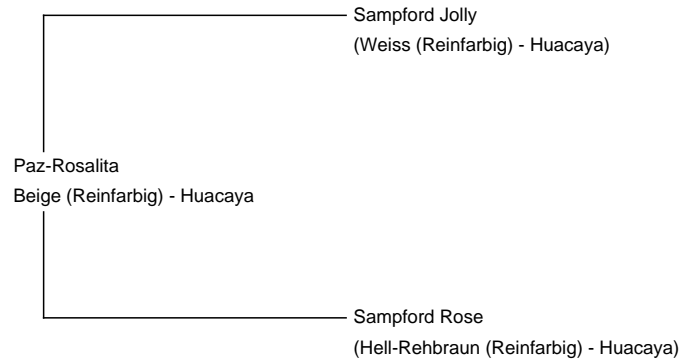 Sampford Jolly
(Weiss (Reinfarbig) - Huacaya)
Paz-Rosalita
Beige (Reinfarbig) - Huacaya
Sampford Rose
(Hell-Rehbraun (Reinfarbig) - Huacaya)